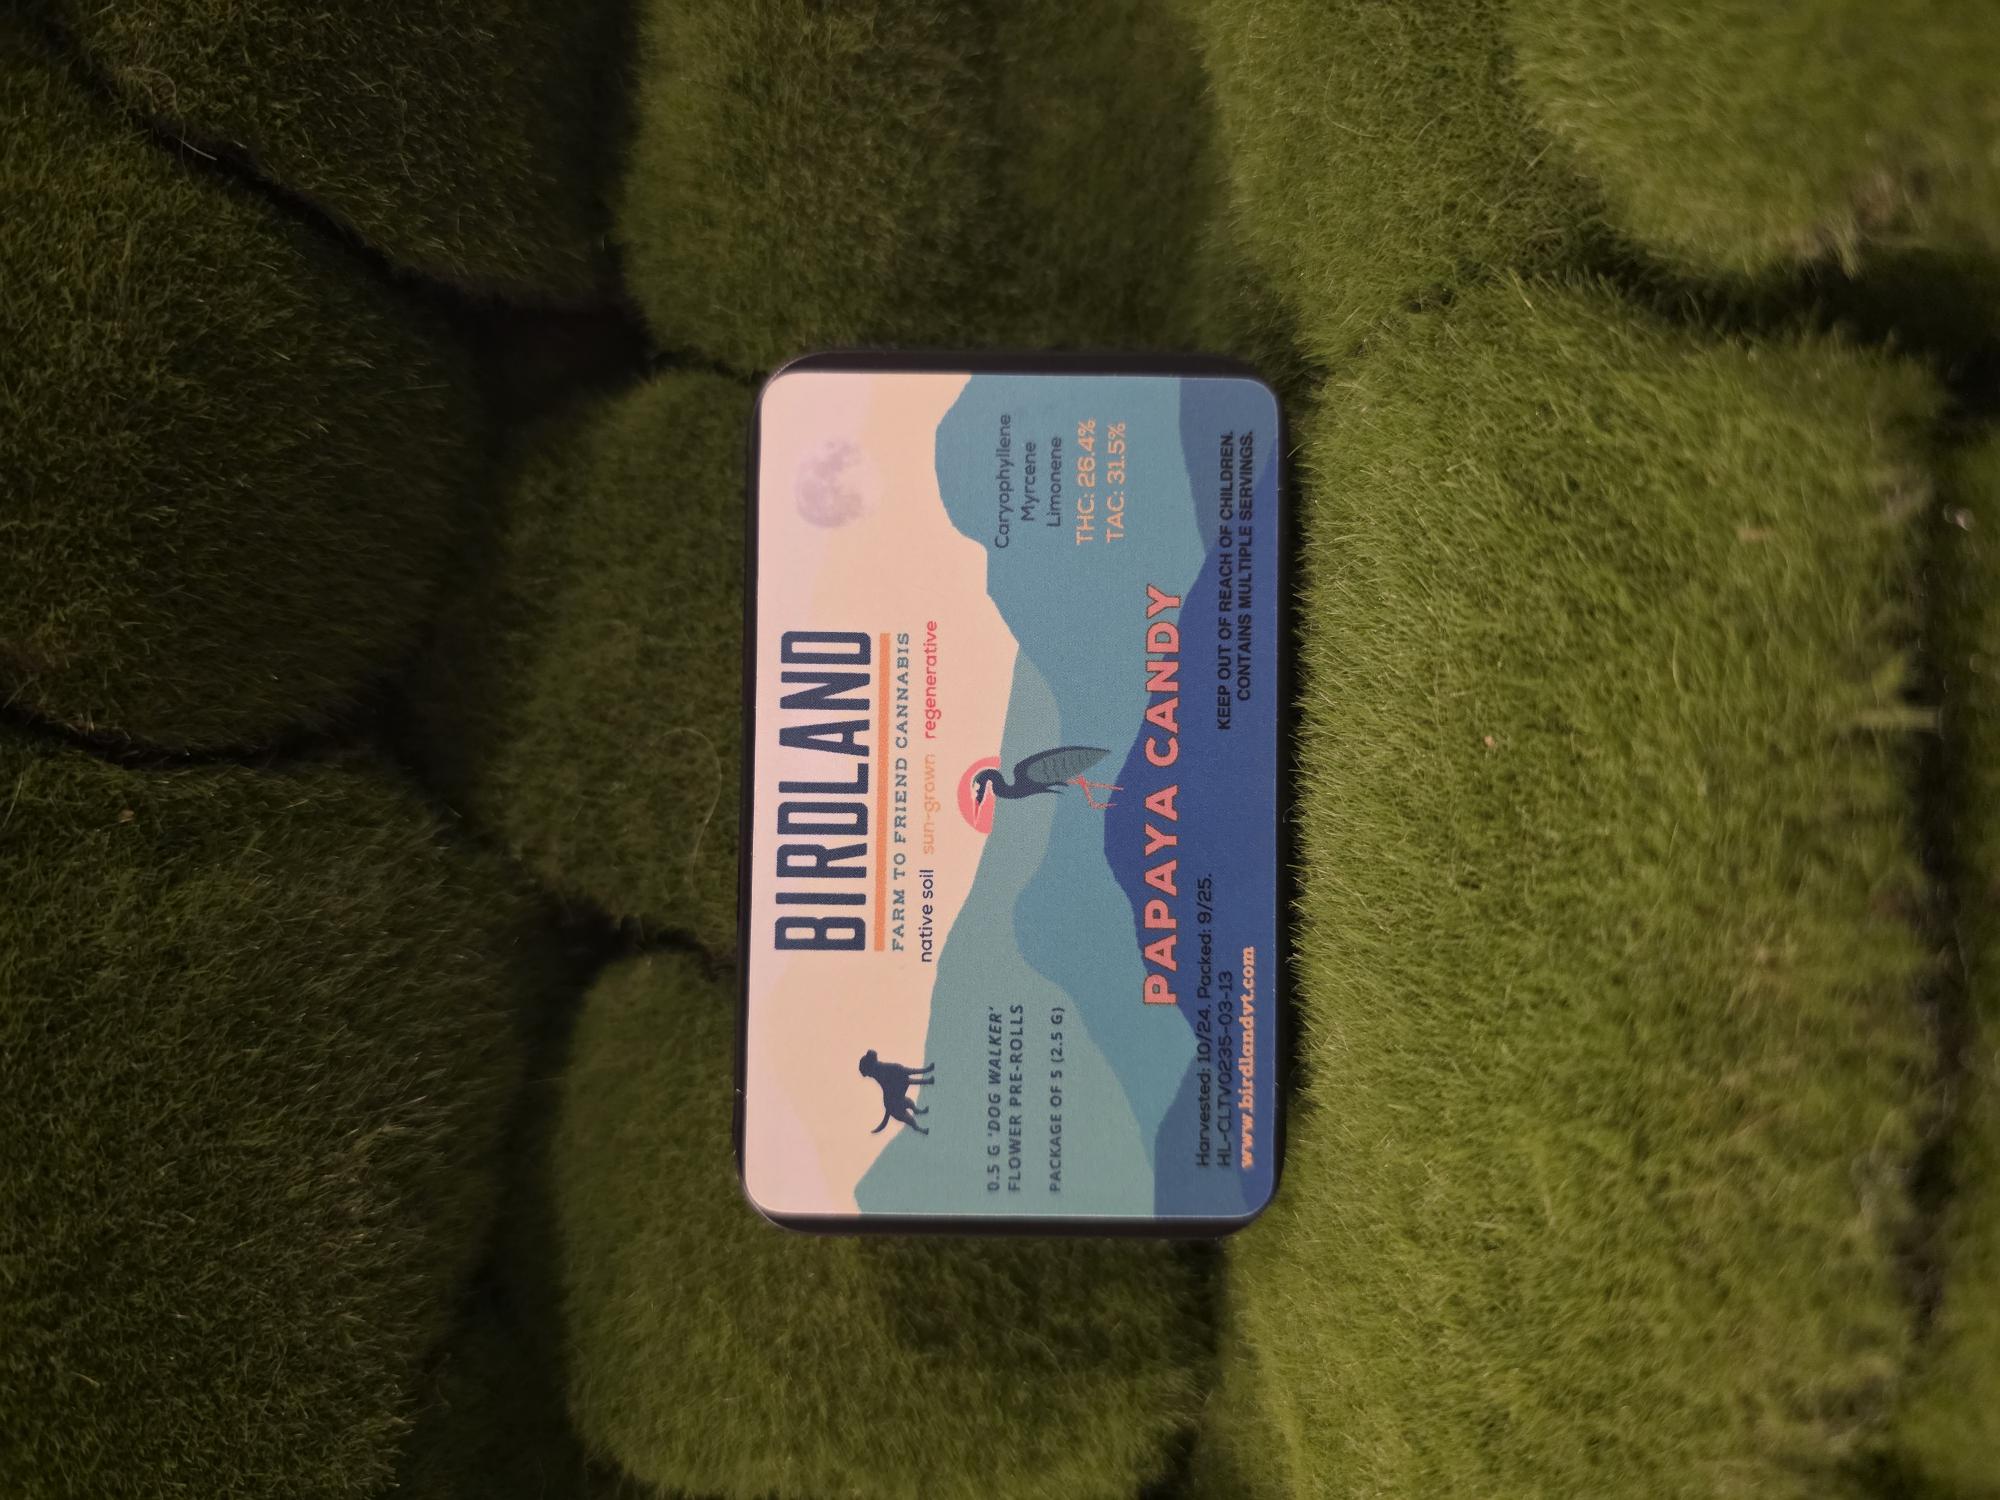 BIRDLAND
FARM TO FRIEND CANNABIS
native soil sun-grown regenerative
0.5 G 'DOG WALKER'
FLOWER PRE-ROLLS
PACKAGE OF 5 (2.5 G)
Caryophyllene
Myrcene
Limonene
THC: 26.4%
TAC: 31.5%
PAPAYA CANDY
Harvested: 10/24. Packed: 9/25.
HL-CLTV0235-03-13
www.birdlandvt.com
KEEP OUT OF REACH OF CHILDREN.
CONTAINS MULTIPLE SERVINGS.